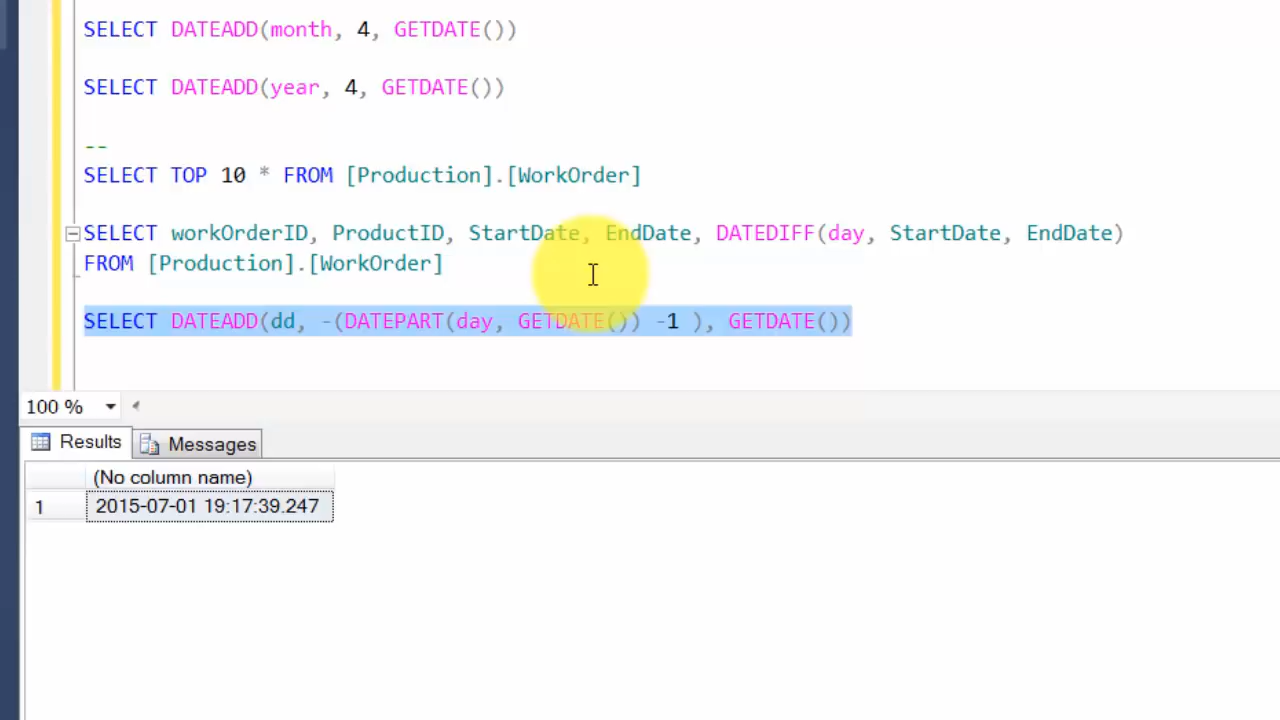 SELECT DATEADD(month, 4, GETDATE())
SELECT DATEADD(year, 4, GETDATE())
--
SELECT TOP 10 * FROM [Production].[WorkOrder]
SELECT workOrderID, ProductID, StartDate, EndDate, DATEDIFF(day, StartDate, EndDate)
FROM [Production].[WorkOrder]
SELECT DATEADD(dd, -(DATEPART(day, GETDATE()) -1 ), GETDATE())
100 %
Results Messages
(No column name)
1 2015-07-01 19:17:39.247